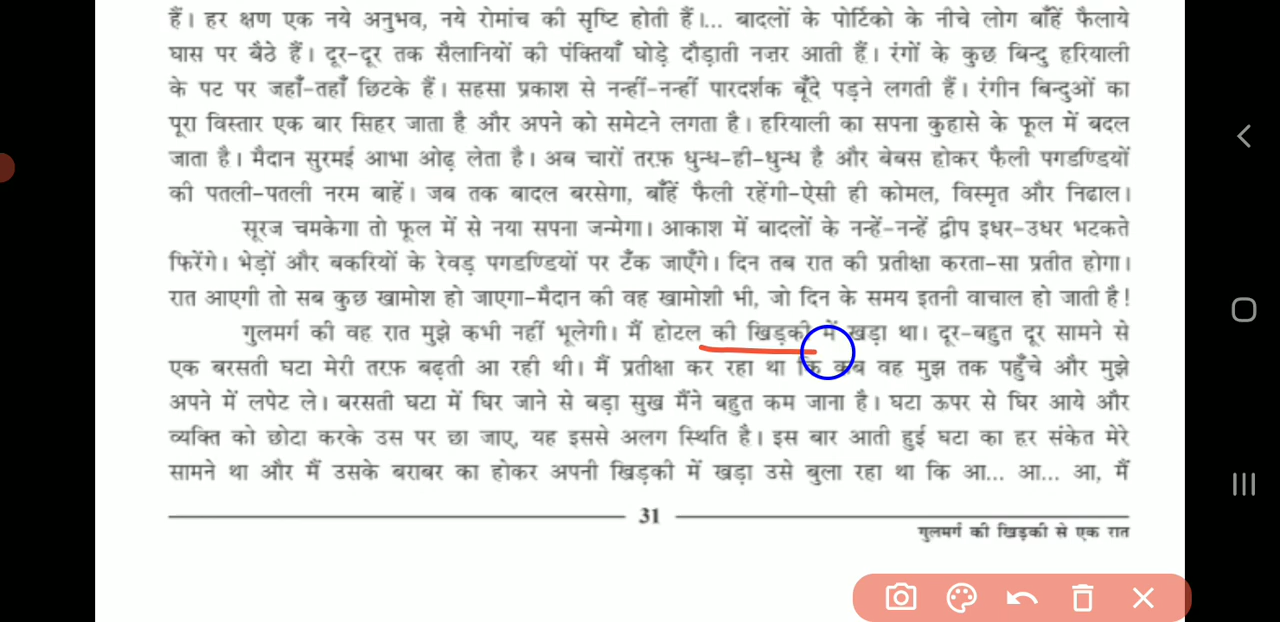 हैं। हर क्षण एक नये अनुभव, नये रोमांच की सृष्टि होती हैं।... बादलों के पोर्टिको के नीचे लोग बाँहें फैलाये
घास पर बैठे हैं। दूर-दूर तक सैलानियों की पंक्तियाँ घोड़े दौड़ाती नज़र आती हैं। रंगों के कुछ बिन्दु हरियाली
के पट पर जहाँ-तहाँ छिटके हैं। सहसा प्रकाश से नन्हीं-नन्हीं पारदर्शक बूँदे पड़ने लगती हैं। रंगीन बिन्दुओं का
पूरा विस्तार एक बार सिहर जाता है और अपने को समेटने लगता है। हरियाली का सपना कुहासे के फूल में बदल
जाता है। मैदान सुरमई आभा ओढ़ लेता है। अब चारों तरफ़ धुन्ध-ही-धुन्ध है और बेबस होकर फैली पगडण्डियों
की पतली-पतली नरम बाहें। जब तक बादल बरसेगा, बाँहें फैली रहेंगी-ऐसी ही कोमल, विस्मृत और निढाल।
सूरज चमकेगा तो फूल में से नया सपना जन्मेगा। आकाश में बादलों के नन्हें-नन्हें द्वीप इधर-उधर भटकते
फिरेंगे। भेड़ों और बकरियों के रेवड़ पगडण्डियों पर टँक जाएँगे। दिन तब रात की प्रतीक्षा करता-सा प्रतीत होगा।
रात आएगी तो सब कुछ खामोश हो जाएगा-मैदान की वह खामोशी भी, जो दिन के समय इतनी वाचाल हो जाती है!
गुलमर्ग की वह रात मुझे कभी नहीं भूलेगी। मैं होटल की खिड़की में खड़ा था। दूर-बहुत दूर सामने से
एक बरसती घटा मेरी तरफ़ बढ़ती आ रही थी। मैं प्रतीक्षा कर रहा था कि कब वह मुझ तक पहुँचे और मुझे
अपने में लपेट ले। बरसती घटा में घिर जाने से बड़ा सुख मैंने बहुत कम जाना है। घटा ऊपर से घिर आये और
व्यक्ति को छोटा करके उस पर छा जाए, यह इससे अलग स्थिति है। इस बार आती हुई घटा का हर संकेत मेरे
सामने था और मैं उसके बराबर का होकर अपनी खिड़की में खड़ा उसे बुला रहा था कि आ... आ... आ, मैं
31
गुलमर्ग की खिड़की से एक रात